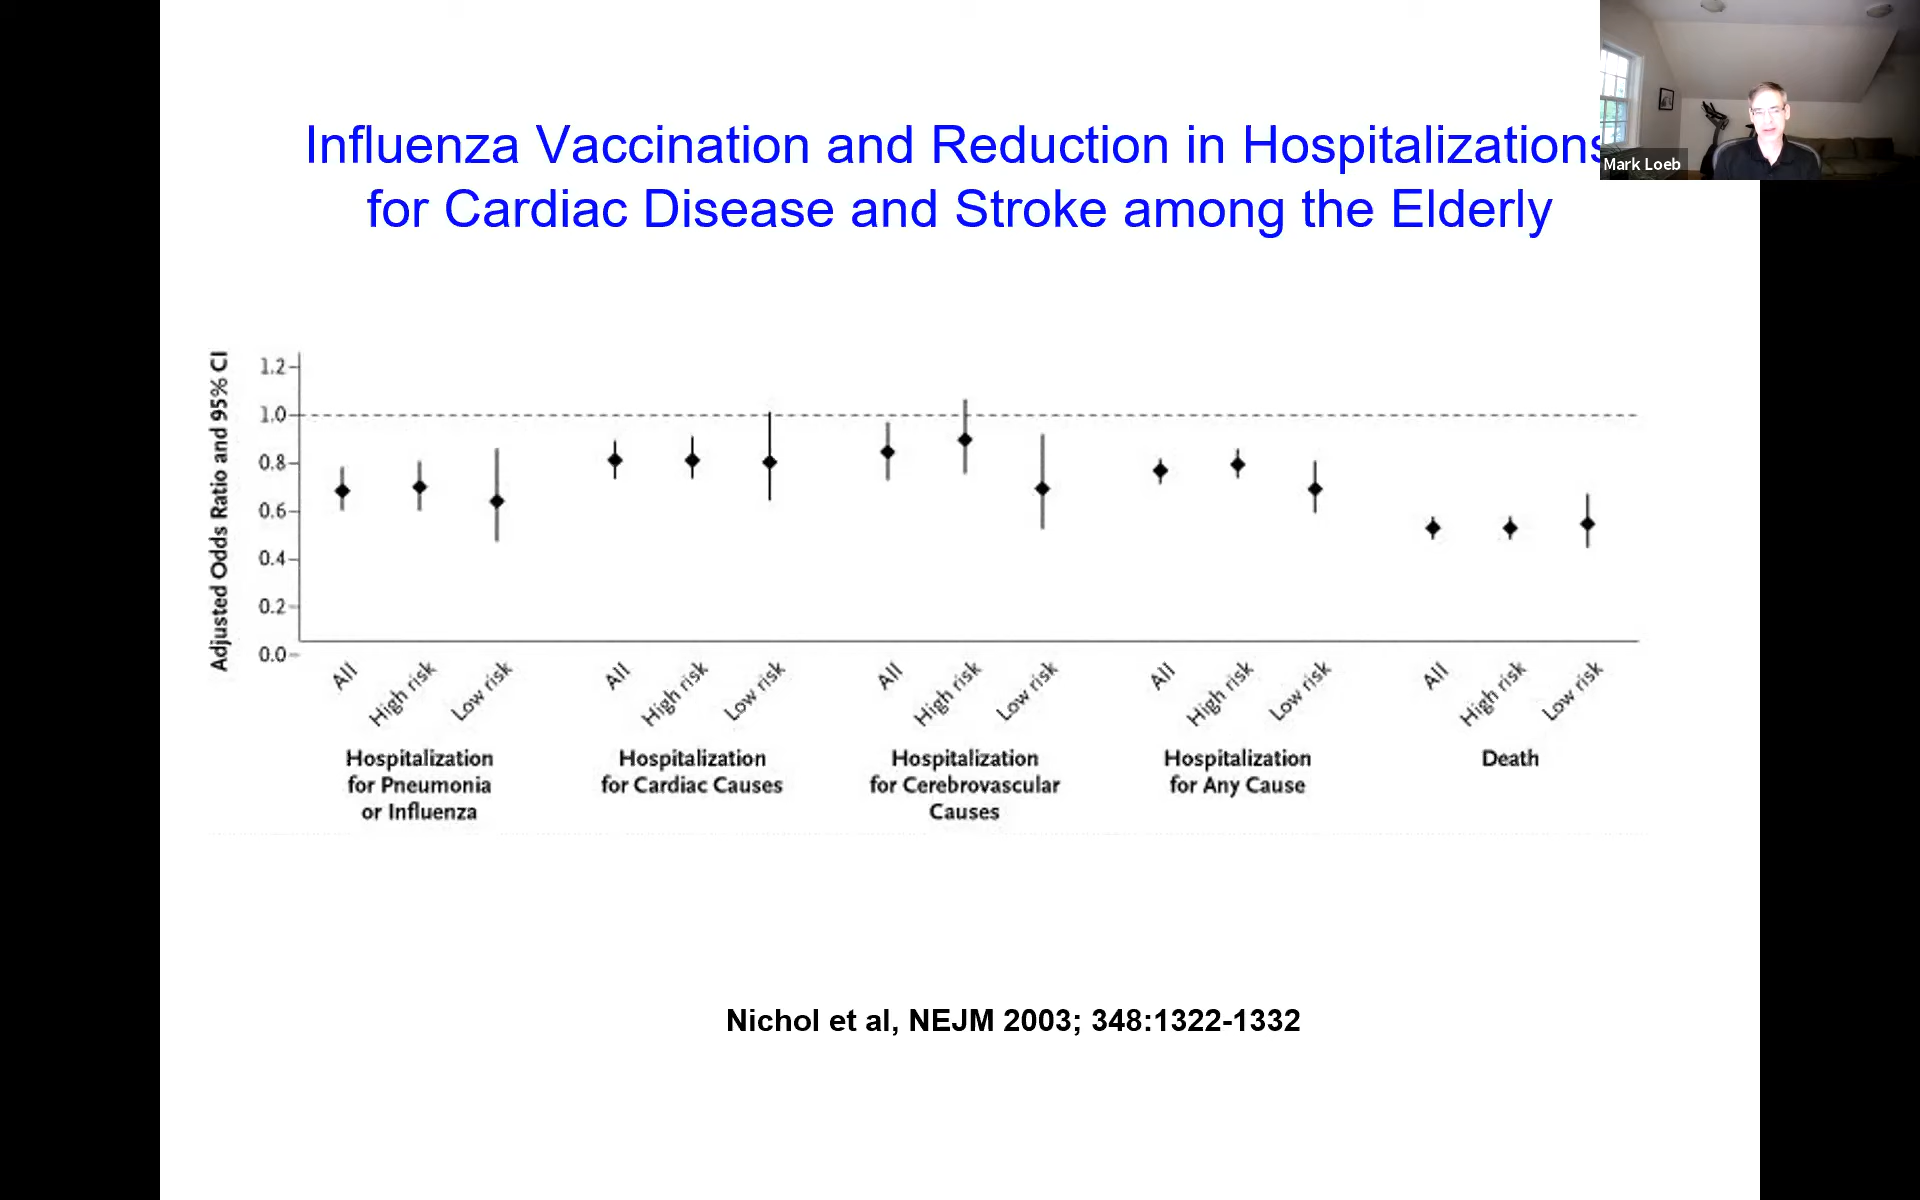 Influenza Vaccination and Reduction in Hospitalizations
for Cardiac Disease and Stroke among the Elderly
Mark Loeb
Adjusted Odds Ratio and 95% CI
1.2
1.0
0.8
0.6
0.4
0.2
0.0
All
High risk
Low risk
All
High risk
Low risk
All
High risk
Low risk
All
High risk
Low risk
All
High risk
Low risk
Hospitalization
for Pneumonia
or Influenza
Hospitalization
for Cardiac Causes
Hospitalization
for Cerebrovascular
Causes
Hospitalization
for Any Cause
Death
Nichol et al, NEJM 2003; 348:1322-1332